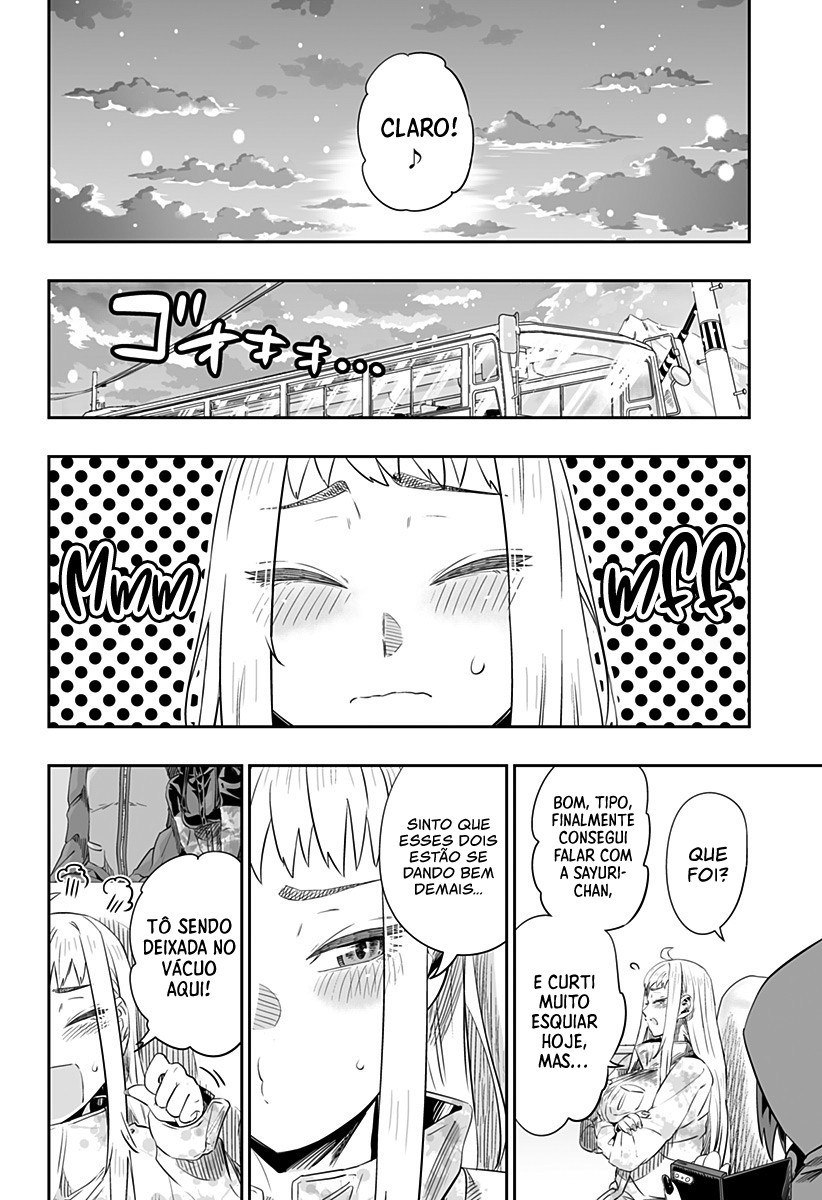 CLARO!
♪
ゴォォォ...
Mmm
mff
QUE
FOI?
BOM, TIPO,
FINALMENTE
CONSEGUI
FALAR COM
A SAYURI-
CHAN,
E CURTI
MUITO
ESQUIAR
HOJE,
MAS...
SINTO QUE
ESSES DOIS
ESTÃO SE
DANDO BEM
DEMAIS...
TÔ SENDO
DEIXADA NO
VÁCUO
AQUI!